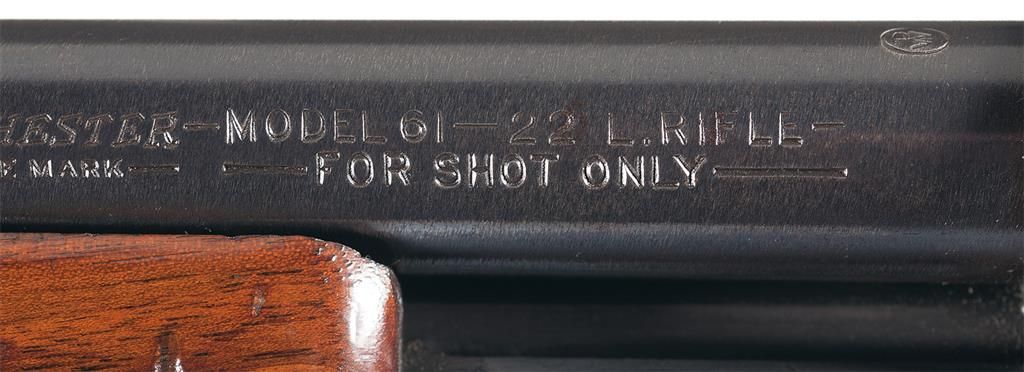 HESTER—MODEL 61—22 L.RIFLE—
E MARK— —FOR SHOT ONLY—